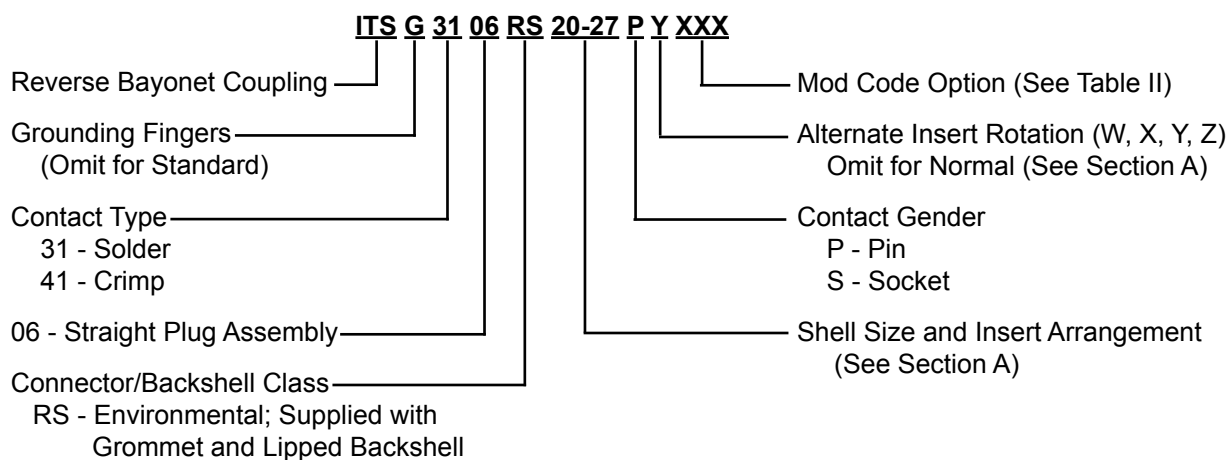 ITS G 31 06 RS 20-27 P Y XXX
Reverse Bayonet Coupling
Grounding Fingers
(Omit for Standard)
Contact Type
31 - Solder
41 - Crimp
06 - Straight Plug Assembly
Connector/Backshell Class
RS - Environmental; Supplied with
Grommet and Lipped Backshell
Mod Code Option (See Table II)
Alternate Insert Rotation (W, X, Y, Z)
Omit for Normal (See Section A)
Contact Gender
P - Pin
S - Socket
Shell Size and Insert Arrangement
(See Section A)